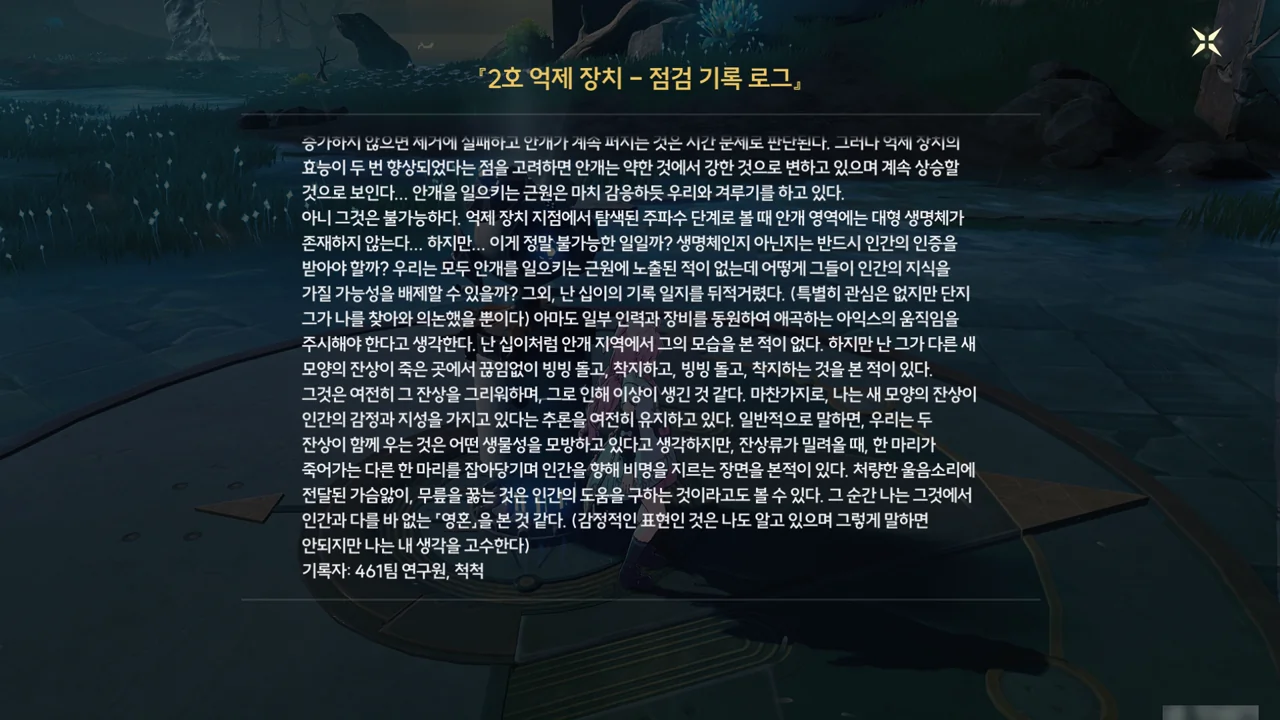 『2호 억제 장치 – 점검 기록 로그』
증가하지 않으면 제거에 실패하고 안개가 계속 퍼지는 것은 시간 문제로 판단된다. 그러나 억제 장치의
효능이 두 번 향상되었다는 점을 고려하면 안개는 약한 것에서 강한 것으로 변하고 있으며 계속 상승할
것으로 보인다... 안개을 일으키는 근원은 마치 감응하듯 우리와 겨루기를 하고 있다.
아니 그것은 불가능하다. 억제 장치 지점에서 탐색된 주파수 단계로 볼 때 안개 영역에는 대형 생명체가
존재하지 않는다... 하지만... 이게 정말 불가능한 일일까? 생명체인지 아닌지는 반드시 인간의 인증을
받아야 할까? 우리는 모두 안개를 일으키는 근원에 노출된 적이 없는데 어떻게 그들이 인간의 지식을
가질 가능성을 배제할 수 있을까? 그외, 난 십이의 기록 일지를 뒤적거렸다. (특별히 관심은 없지만 단지
그가 나를 찾아와 의논했을 뿐이다) 아마도 일부 인력과 장비를 동원하여 애곡하는 아익스의 움직임을
주시해야 한다고 생각한다. 난 십이처럼 안개 지역에서 그의 모습을 본 적이 없다. 하지만 난 그가 다른 새
모양의 잔상이 죽은 곳에서 끊임없이 빙빙 돌고, 착지하고, 빙빙 돌고, 착지하는 것을 본 적이 있다.
그것은 여전히 그 잔상을 그리워하며, 그로 인해 이상이 생긴 것 같다. 마찬가지로, 나는 새 모양의 잔상이
인간의 감정과 지성을 가지고 있다는 추론을 여전히 유지하고 있다. 일반적으로 말하면, 우리는 두
잔상이 함께 우는 것은 어떤 생물성을 모방하고 있다고 생각하지만, 잔상류가 밀려올 때, 한 마리가
죽어가는 다른 한 마리를 잡아당기며 인간을 향해 비명을 지르는 장면을 본적이 있다. 처량한 울음소리에
전달된 가슴앓이, 무릎을 꿇는 것은 인간의 도움을 구하는 것이라고도 볼 수 있다. 그 순간 나는 그것에서
인간과 다를 바 없는 「영혼」을 본 것 같다. (감정적인 표현인 것은 나도 알고 있으며 그렇게 말하면
안되지만 나는 내 생각을 고수한다)
기록자: 461팀 연구원, 척척